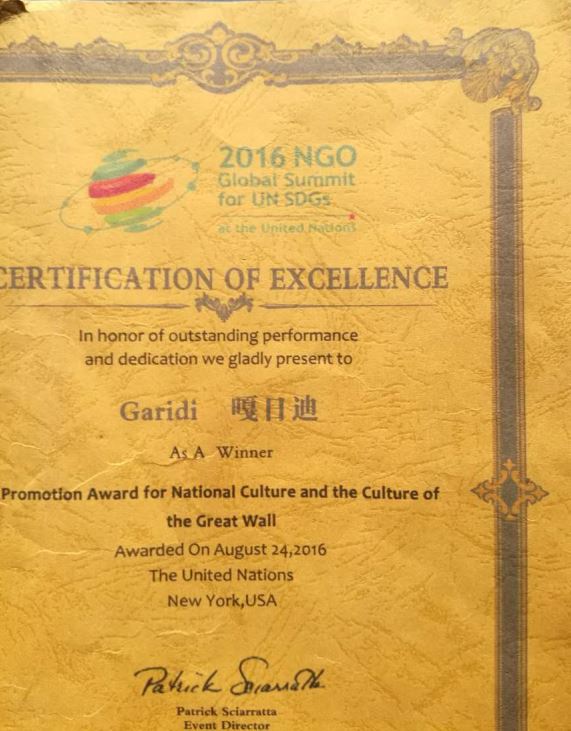 2016 NGO
Global Summit
for UN SDGs
at the United Nations
CERTIFICATION OF EXCELLENCE
In honor of outstanding performance
and dedication we gladly present to
Garidi 嘎日迪
As A Winner
Promotion Award for National Culture and the Culture of
the Great Wall
Awarded On August 24,2016
The United Nations
New York,USA
Patrick Sciarratta
Patrick Sciarratta
Event Director